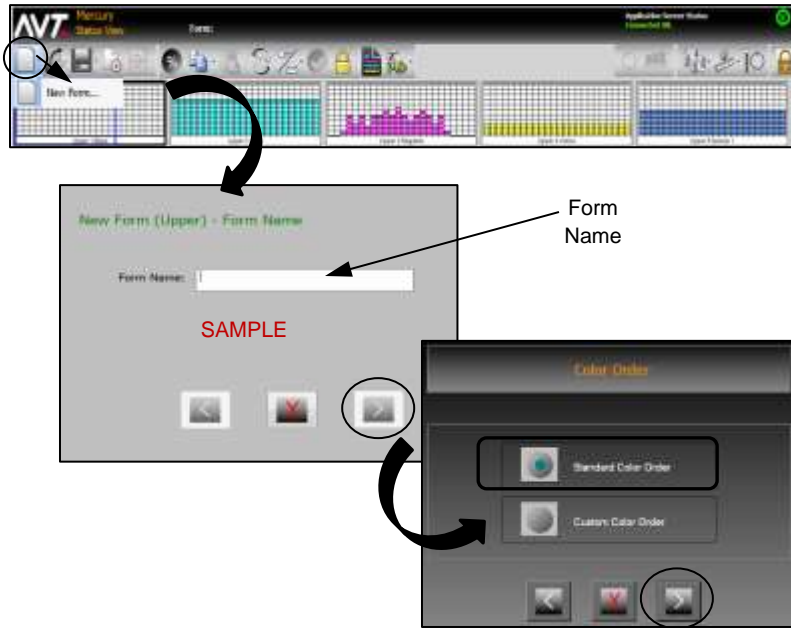 AVT
Mercury
Status View
Form:
Application Server Status
Connected OK
New Form...
New Form (Upper) - Form Name
Form
Name
Form Name:
SAMPLE
Color Order
Standard Color Order
Custom Color Order